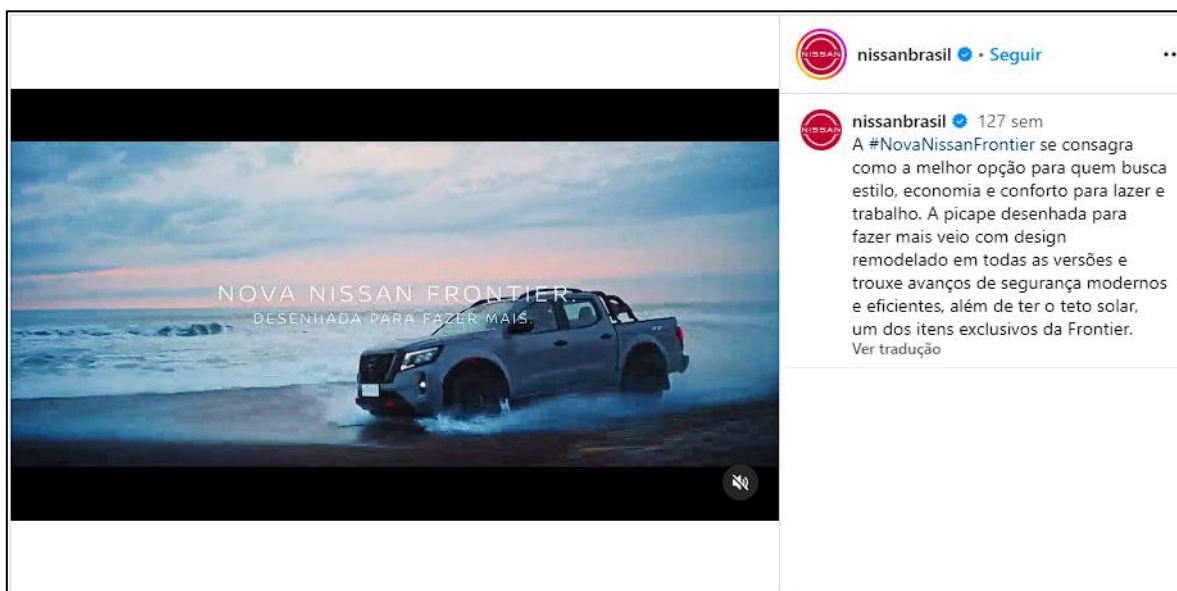 NISSAN
nissanbrasil • Seguir
NOVA NISSAN FRONTIER.
DESENHADA PARA FAZER MAIS.
NISSAN
nissanbrasil 127 sem
A #NovaNissanFrontier se consagra
como a melhor opção para quem busca
estilo, economia e conforto para lazer e
trabalho. A picape desenhada para
fazer mais veio com design
remodelado em todas as versões e
trouxe avanços de segurança modernos
e eficientes, além de ter o teto solar,
um dos itens exclusivos da Frontier.
Ver tradução